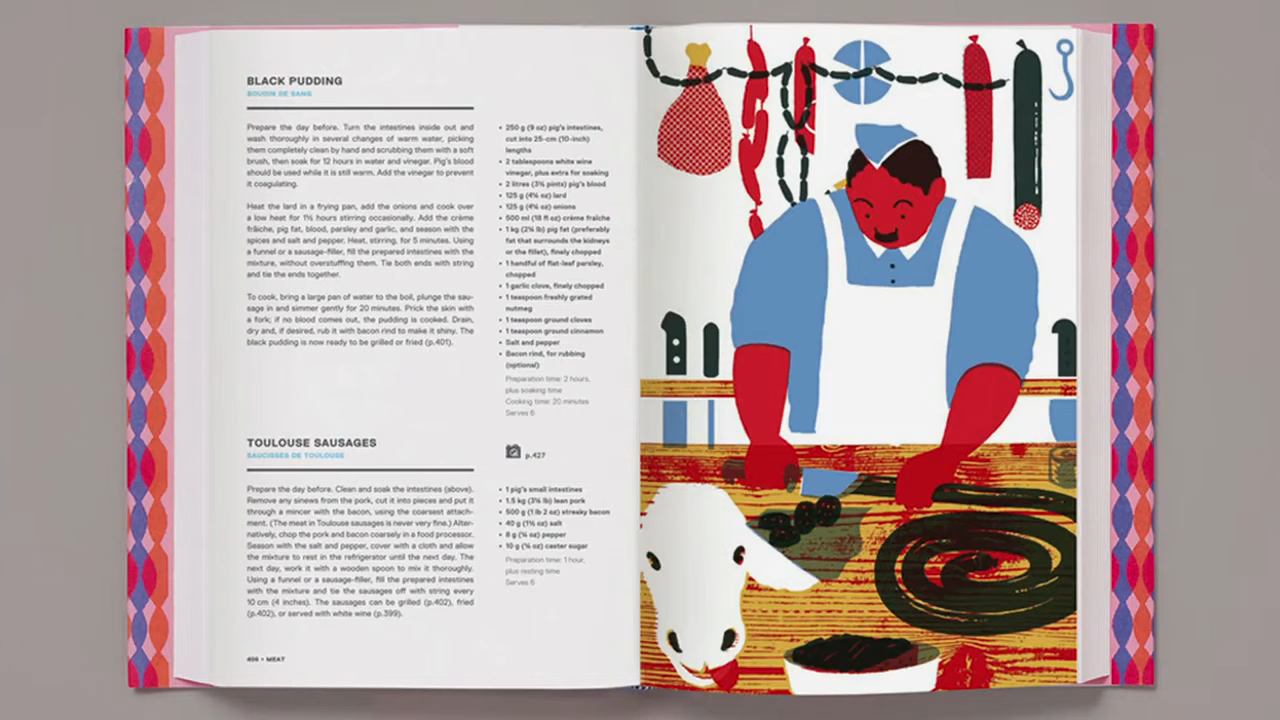 BLACK PUDDING
BOUDIN DE SANG
Prepare the day before. Turn the intestines inside out and
wash thoroughly in several changes of warm water, picking
them completely clean by hand and scrubbing them with a soft
brush, then soak for 12 hours in water and vinegar. Pig's blood
should be used while it is still warm. Add the vinegar to prevent
it coagulating.
Heat the lard in a frying pan, add the onions and cook over
a low heat for 1½ hours stirring occasionally. Add the crème
fraîche, pig fat, blood, parsley and garlic, and season with the
spices and salt and pepper. Heat, stirring, for 5 minutes. Using
a funnel or a sausage-filler, fill the prepared intestines with the
mixture, without overstuffing them. Tie both ends with string
and tie the ends together.
To cook, bring a large pan of water to the boil, plunge the sau-
sage in and simmer gently for 20 minutes. Prick the skin with
a fork; if no blood comes out, the pudding is cooked. Drain,
dry and, if desired, rub it with bacon rind to make it shiny. The
black pudding is now ready to be grilled or fried (p.401).
• 250 g (9 oz) pig's intestines,
cut into 25-cm (10-inch)
lengths
• 2 tablespoons white wine
vinegar, plus extra for soaking
• 2 litres (3½ pints) pig's blood
• 125 g (4¼ oz) lard
• 125 g (4¼ oz) onions
• 500 ml (18 fl oz) crème fraîche
• 1 kg (2¼ lb) pig fat (preferably
fat that surrounds the kidneys
or the fillet), finely chopped
• 1 handful of flat-leaf parsley,
chopped
• 1 garlic clove, finely chopped
• 1 teaspoon freshly grated
nutmeg
• 1 teaspoon ground cloves
• 1 teaspoon ground cinnamon
• Salt and pepper
• Bacon rind, for rubbing
(optional)
Preparation time: 2 hours,
plus soaking time
Cooking time: 20 minutes
Serves 6
TOULOUSE SAUSAGES
SAUCISSES DE TOULOUSE
p.427
Prepare the day before. Clean and soak the intestines (above).
Remove any sinews from the pork, cut it into pieces and put it
through a mincer with the bacon, using the coarsest attach-
ment. (The meat in Toulouse sausages is never very fine.) Alter-
natively, chop the pork and bacon coarsely in a food processor.
Season with the salt and pepper, cover with a cloth and allow
the mixture to rest in the refrigerator until the next day. The
next day, work it with a wooden spoon to mix it thoroughly.
Using a funnel or a sausage-filler, fill the prepared intestines
with the mixture and tie the sausages off with string every
10 cm (4 inches). The sausages can be grilled (p.402), fried
(p.402), or served with white wine (p.399).
• 1 pig's small intestines
• 1.5 kg (3¼ lb) lean pork
• 500 g (1 lb 2 oz) streaky bacon
• 40 g (1½ oz) salt
• 8 g (¼ oz) pepper
• 10 g (¼ oz) caster sugar
Preparation time: 1 hour,
plus resting time
Serves 6
406 • MEAT